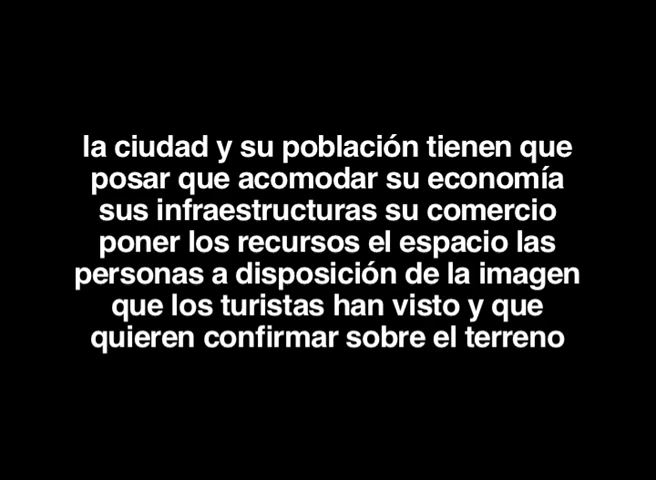 la ciudad y su población tienen que
posar que acomodar su economía
sus infraestructuras su comercio
poner los recursos el espacio las
personas a disposición de la imagen
que los turistas han visto y que
quieren confirmar sobre el terreno